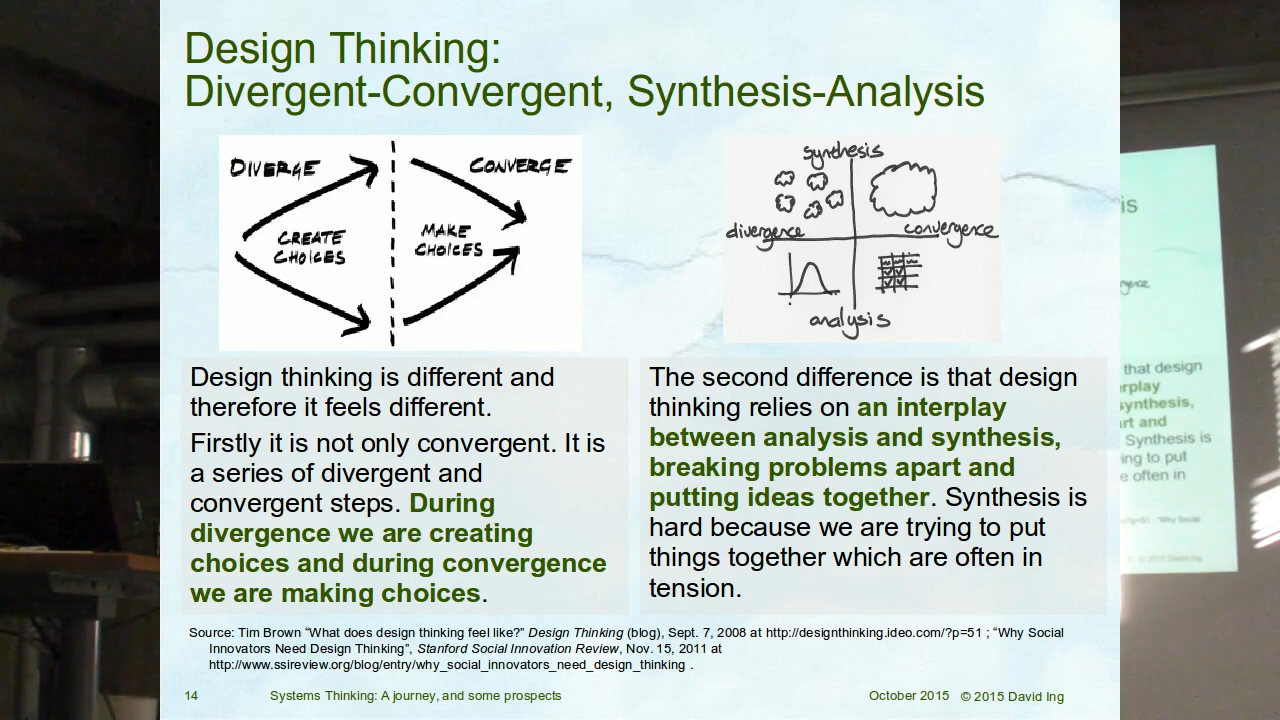 Design Thinking:
Divergent-Convergent, Synthesis-Analysis
DIVERGE
CONVERGE
CREATE
CHOICES
MAKE
CHOICES
synthesis
divergence
convergence
analysis
Design thinking is different and
therefore it feels different.
Firstly it is not only convergent. It is
a series of divergent and
convergent steps. During
divergence we are creating
choices and during convergence
we are making choices.
The second difference is that design
thinking relies on an interplay
between analysis and synthesis,
breaking problems apart and
putting ideas together. Synthesis is
hard because we are trying to put
things together which are often in
tension.
Source: Tim Brown “What does design thinking feel like?” Design Thinking (blog), Sept. 7, 2008 at http://designthinking.ideo.com/?p=51 ; “Why Social
Innovators Need Design Thinking”, Stanford Social Innovation Review, Nov. 15, 2011 at
http://www.ssireview.org/blog/entry/why_social_innovators_need_design_thinking .
14 Systems Thinking: A journey, and some prospects October 2015 © 2015 David Ing
is
that design
erplay
synthesis,
art and
Synthesis is
ing to put
e often in
© 2015 David Ing